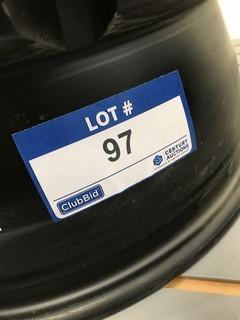 LOT #
97
ClubBid
CENTURY
AUCTIONS